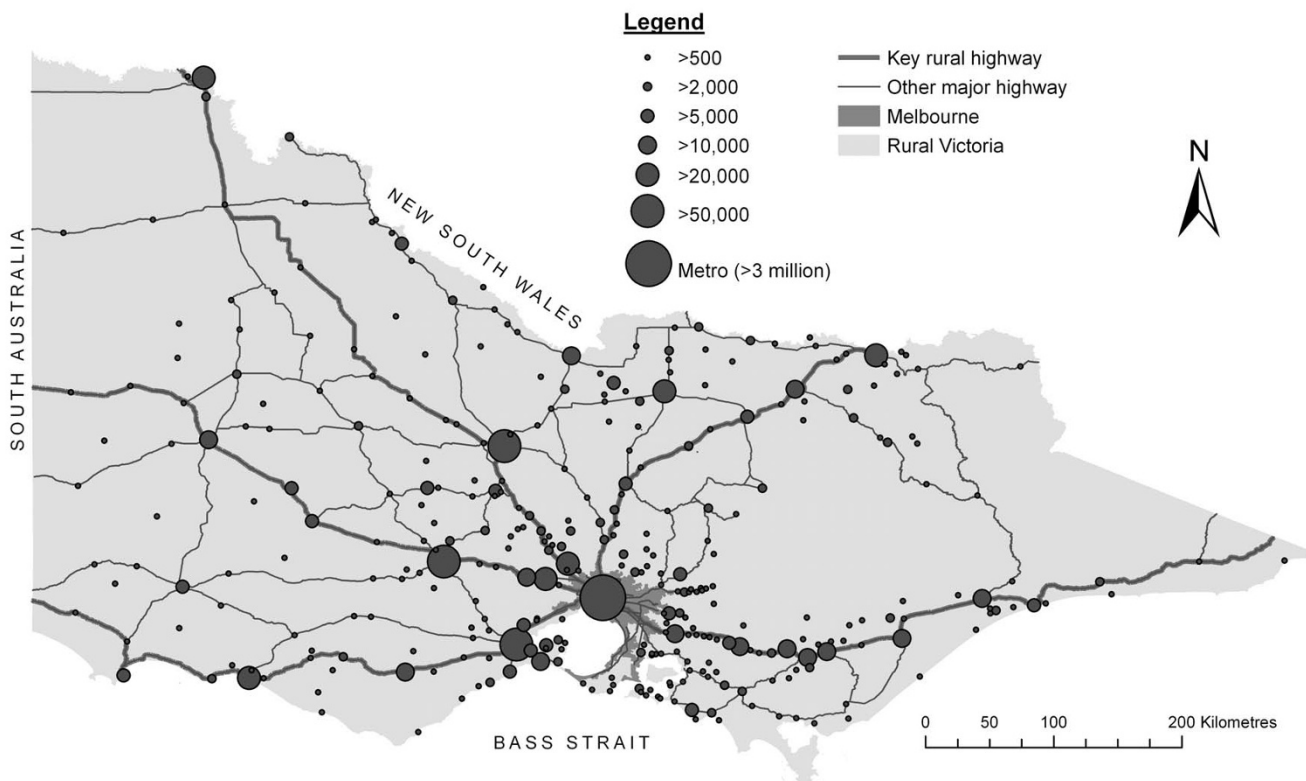 Legend
>500
>2,000
>5,000
>10,000
>20,000
>50,000
Metro (>3 million)
Key rural highway
Other major highway
Melbourne
Rural Victoria
N
SOUTH AUSTRALIA
NEW SOUTH WALES
BASS STRAIT
0 50 100 200 Kilometres